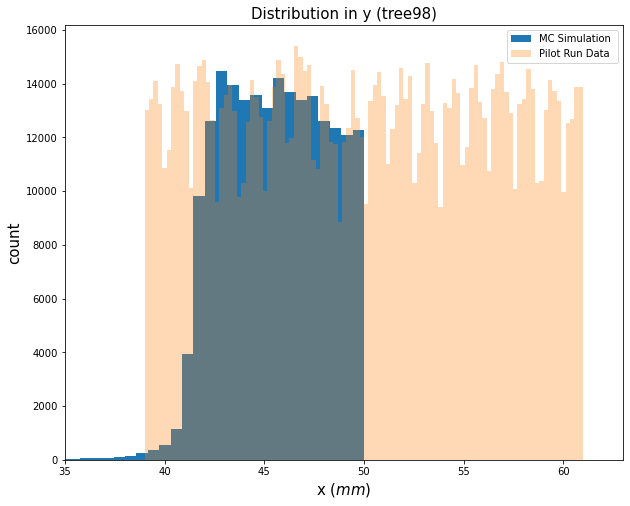 Distribution in y (tree98)
MC Simulation
Pilot Run Data
count
16000
14000
12000
10000
8000
6000
4000
2000
0
35 40 45 50 55 60
x (mm)